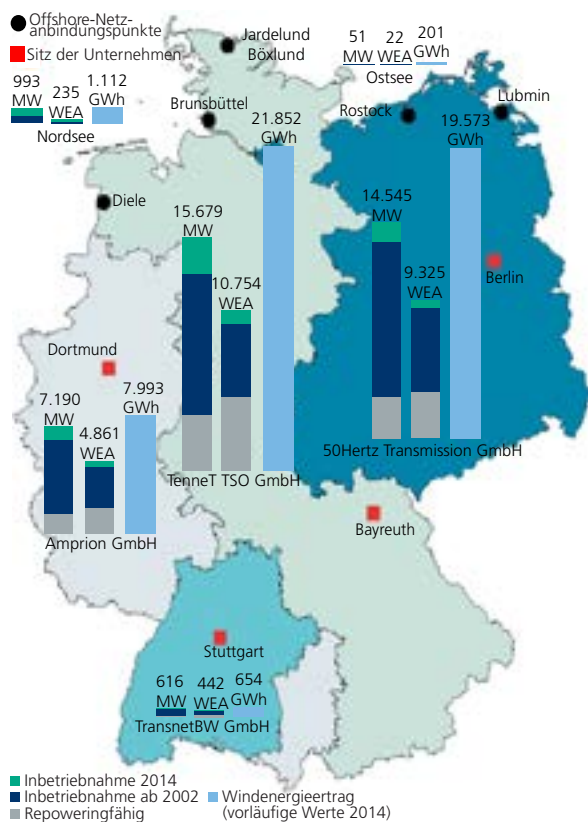 Offshore-Netz-
anbindungspunkte
Sitz der Unternehmen
993
MW
235
WEA
1.112
GWh
Nordsee
Jardelund
Böxlund
51
MW
22
WEA
201
GWh
Ostsee
Brunsbüttel
Rostock
Lubmin
Diele
21.852
GWh
19.573
GWh
15.679
MW
10.754
WEA
14.545
MW
9.325
WEA
Berlin
Dortmund
7.190
MW
4.861
WEA
7.993
GWh
50Hertz Transmission GmbH
TenneT TSO GmbH
Bayreuth
Amprion GmbH
Stuttgart
616
MW
442
WEA
654
GWh
TransnetBW GmbH
Inbetriebnahme 2014
Inbetriebnahme ab 2002
Repoweringfähig
Windenergieertrag
(vorläufige Werte 2014)